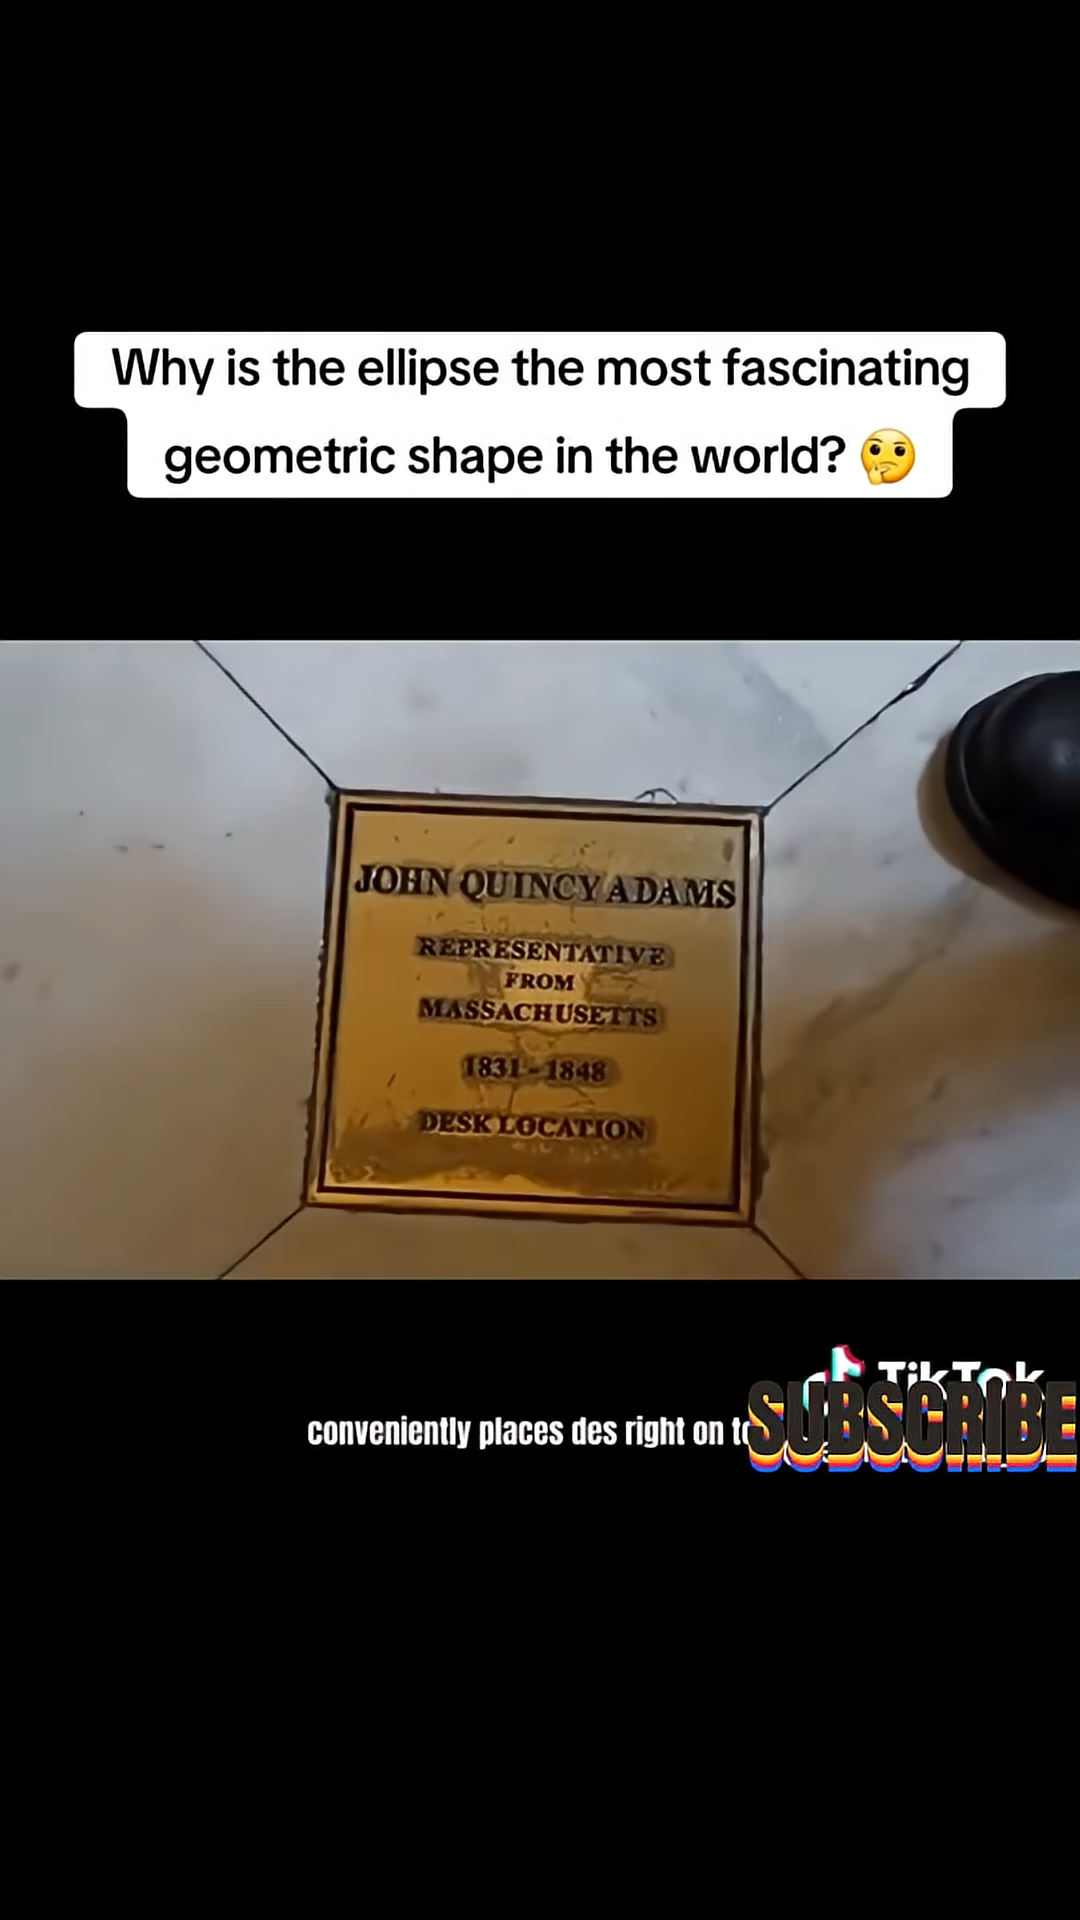 Why is the ellipse the most fascinating
geometric shape in the world? 🤔
JOHN QUINCY ADAMS
REPRESENTATIVE
FROM
MASSACHUSETTS
1831-1848
DESK LOCATION
TikTok
SUBSCRIBE
conveniently places des right on